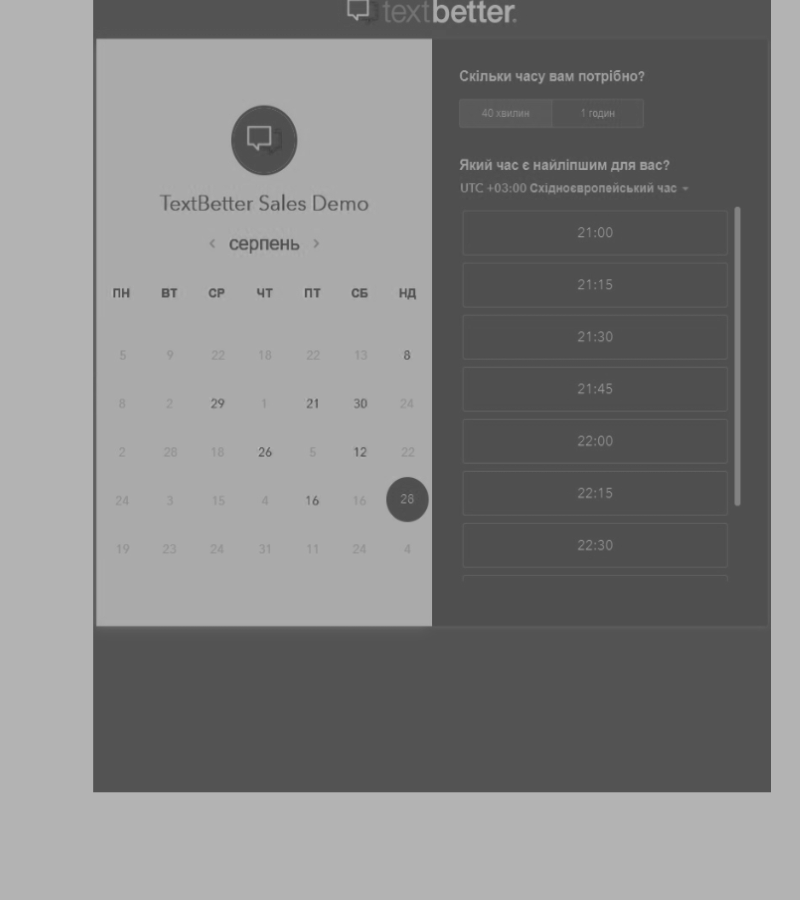 textbetter.
TextBetter Sales Demo
‹ серпень ›
ПН ВТ СР ЧТ ПТ СБ НД
5 9 22 18 22 13 8
8 2 29 1 21 30 24
2 28 18 26 5 12 22
24 3 15 4 16 16 28
19 23 24 31 11 24 4
Скільки часу вам потрібно?
40 хвилин 1 годин
Який час є найліпшим для вас?
UTC +03:00 Східноєвропейський час
21:00
21:15
21:30
21:45
22:00
22:15
22:30